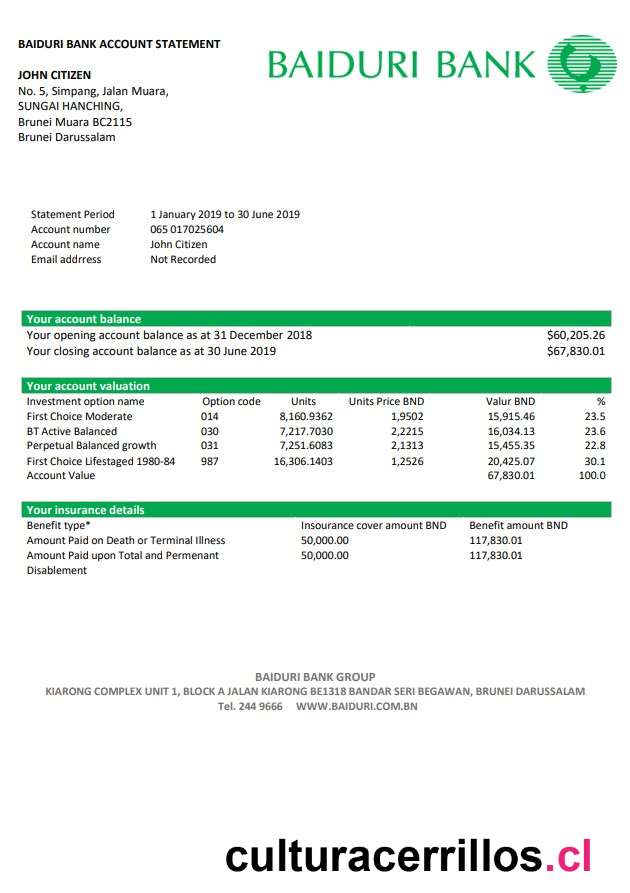 BAIDURI BANK ACCOUNT STATEMENT
BAIDURI BANK
JOHN CITIZEN
No. 5, Simpang, Jalan Muara,
SUNGAI HANCHING,
Brunei Muara BC2115
Brunei Darussalam
Statement Period 1 January 2019 to 30 June 2019
Account number 065 017025604
Account name John Citizen
Email addrress Not Recorded
Your account balance
Your opening account balance as at 31 December 2018 $60,205.26
Your closing account balance as at 30 June 2019 $67,830.01
Your account valuation
Investment option name Option code Units Units Price BND Valur BND %
First Choice Moderate 014 8,160.9362 1,9502 15,915.46 23.5
BT Active Balanced 030 7,217.7030 2,2215 16,034.13 23.6
Perpetual Balanced growth 031 7,251.6083 2,1313 15,455.35 22.8
First Choice Lifestaged 1980-84 987 16,306.1403 1,2526 20,425.07 30.1
Account Value 67,830.01 100.0
Your insurance details
Benefit type* Insourance cover amount BND Benefit amount BND
Amount Paid on Death or Terminal Illness 50,000.00 117,830.01
Amount Paid upon Total and Permenant 50,000.00 117,830.01
Disablement
BAIDURI BANK GROUP
KIARONG COMPLEX UNIT 1, BLOCK A JALAN KIARONG BE1318 BANDAR SERI BEGAWAN, BRUNEI DARUSSALAM
Tel. 244 9666 WWW.BAIDURI.COM.BN
culturacerrillos.cl